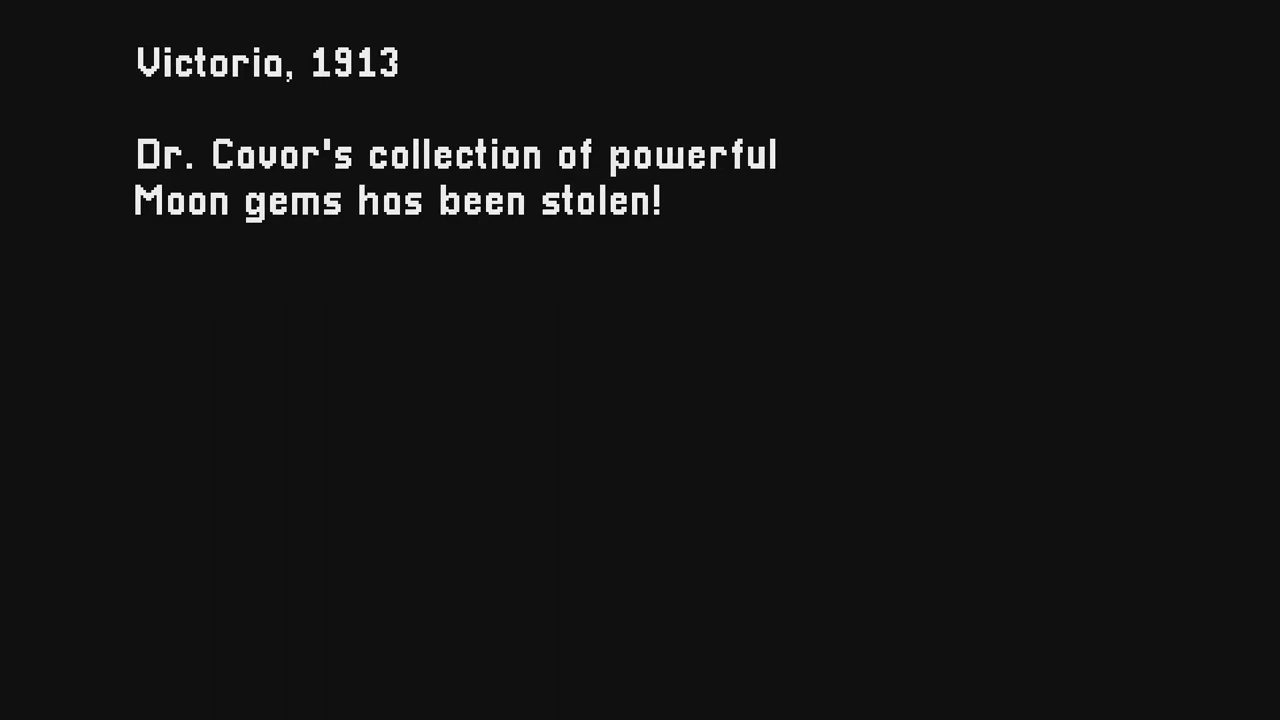 Victoria, 1913
Dr. Cavor's collection of powerful
Moon gems has been stolen!